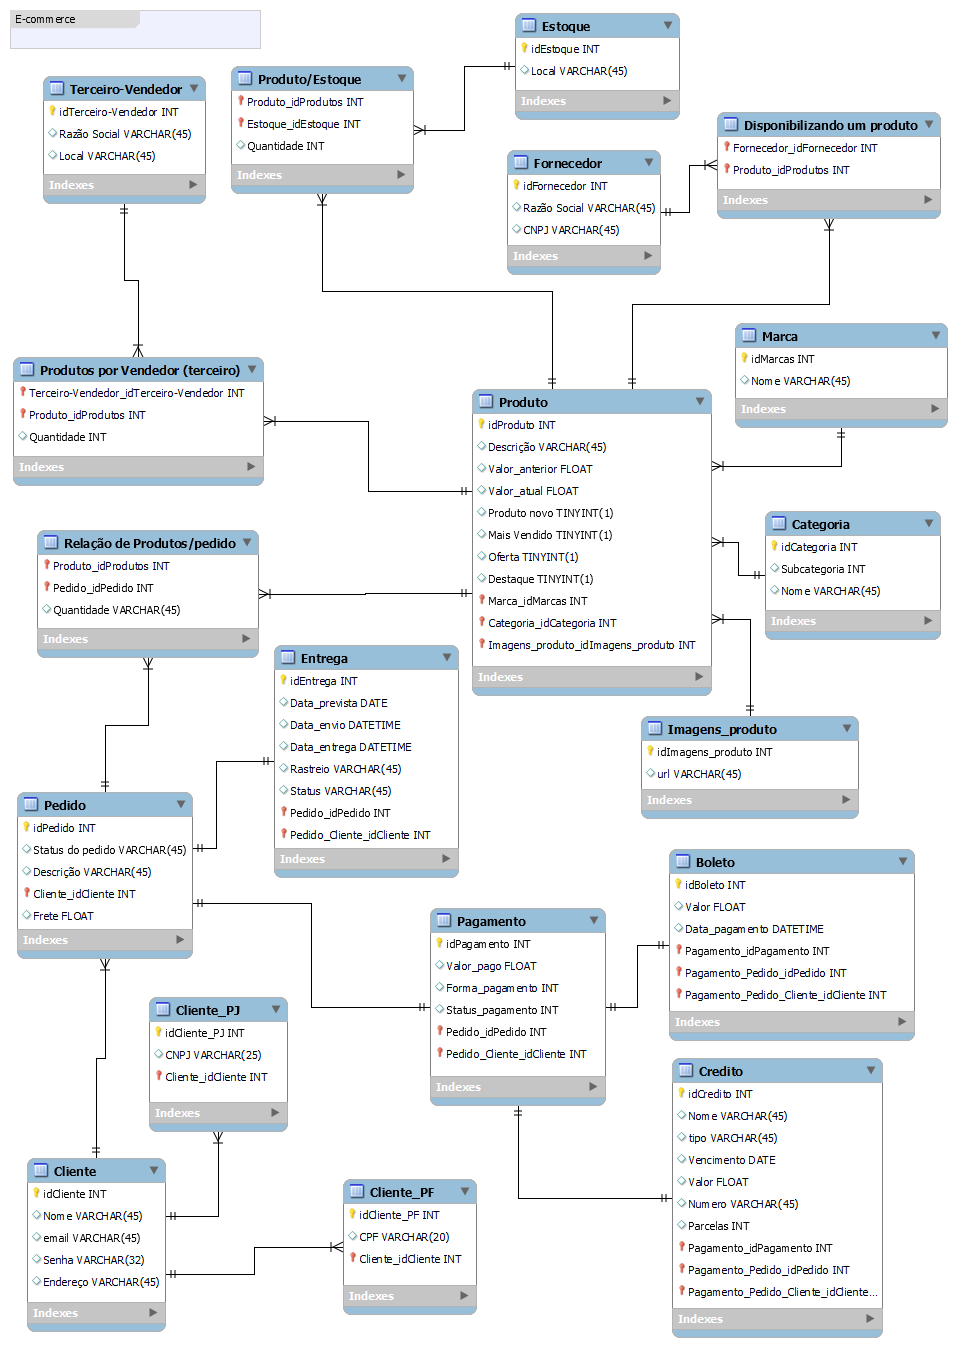 E-commerce
Estoque
idEstoque INT
Local VARCHAR(45)
Indexes
Produto/Estoque
Produto_idProdutos INT
Estoque_idEstoque INT
Quantidade INT
Indexes
Terceiro-Vendedor
idTerceiro-Vendedor INT
Razão Social VARCHAR(45)
Local VARCHAR(45)
Indexes
Disponibilizando um produto
Fornecedor_idFornecedor INT
Produto_idProdutos INT
Indexes
Fornecedor
idFornecedor INT
Razão Social VARCHAR(45)
CNPJ VARCHAR(45)
Indexes
Marca
idMarcas INT
Nome VARCHAR(45)
Indexes
Produtos por Vendedor (terceiro)
Terceiro-Vendedor_idTerceiro-Vendedor INT
Produto_idProdutos INT
Quantidade INT
Indexes
Produto
idProduto INT
Descrição VARCHAR(45)
Valor_anterior FLOAT
Valor_atual FLOAT
Produto novo TINYINT(1)
Mais Vendido TINYINT(1)
Oferta TINYINT(1)
Destaque TINYINT(1)
Marca_idMarcas INT
Categoria_idCategoria INT
Imagens_produto_idImagens_produto INT
Indexes
Categoria
idCategoria INT
Subcategoria INT
Nome VARCHAR(45)
Indexes
Relação de Produtos/pedido
Produto_idProdutos INT
Pedido_idPedido INT
Quantidade VARCHAR(45)
Indexes
Entrega
idEntrega INT
Data_prevista DATE
Data_envio DATETIME
Data_entrega DATETIME
Rastreio VARCHAR(45)
Status VARCHAR(45)
Pedido_idPedido INT
Pedido_Cliente_idCliente INT
Indexes
Imagens_produto
idImagens_produto INT
url VARCHAR(45)
Indexes
Pedido
idPedido INT
Status do pedido VARCHAR(45)
Descrição VARCHAR(45)
Cliente_idCliente INT
Frete FLOAT
Indexes
Boleto
idBoleto INT
Valor FLOAT
Data_pagamento DATETIME
Pagamento_idPagamento INT
Pagamento_Pedido_idPedido INT
Pagamento_Pedido_Cliente_idCliente INT
Indexes
Pagamento
idPagamento INT
Valor_pago FLOAT
Forma_pagamento INT
Status_pagamento INT
Pedido_idPedido INT
Pedido_Cliente_idCliente INT
Indexes
Cliente_PJ
idCliente_PJ INT
CNPJ VARCHAR(25)
Cliente_idCliente INT
Indexes
Credito
idCredito INT
Nome VARCHAR(45)
tipo VARCHAR(45)
Vencimento DATE
Valor FLOAT
Numero VARCHAR(45)
Parcelas INT
Pagamento_idPagamento INT
Pagamento_Pedido_idPedido INT
Pagamento_Pedido_Cliente_idCliente...
Indexes
Cliente
idCliente INT
Nome VARCHAR(45)
email VARCHAR(45)
Senha VARCHAR(32)
Endereço VARCHAR(45)
Indexes
Cliente_PF
idCliente_PF INT
CPF VARCHAR(20)
Cliente_idCliente INT
Indexes